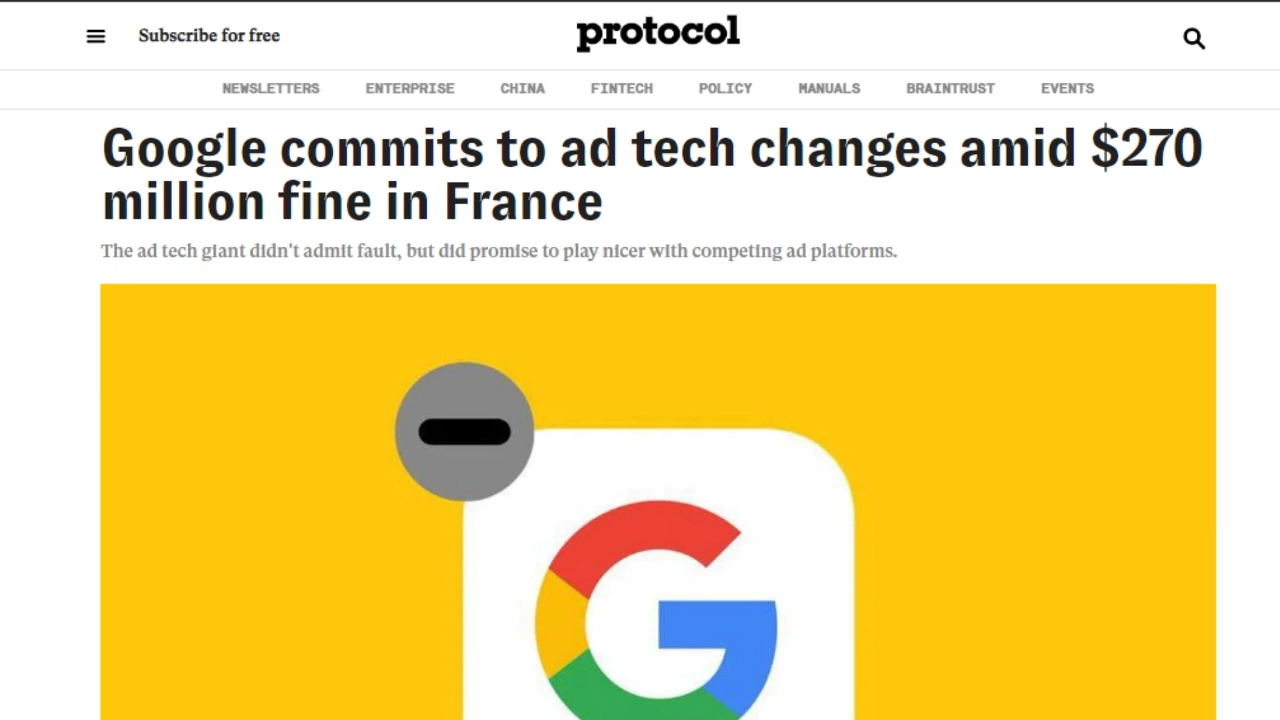 Subscribe for free
protocol
NEWSLETTERS ENTERPRISE CHINA FINTECH POLICY MANUALS BRAINTRUST EVENTS
Google commits to ad tech changes amid $270
million fine in France
The ad tech giant didn't admit fault, but did promise to play nicer with competing ad platforms.